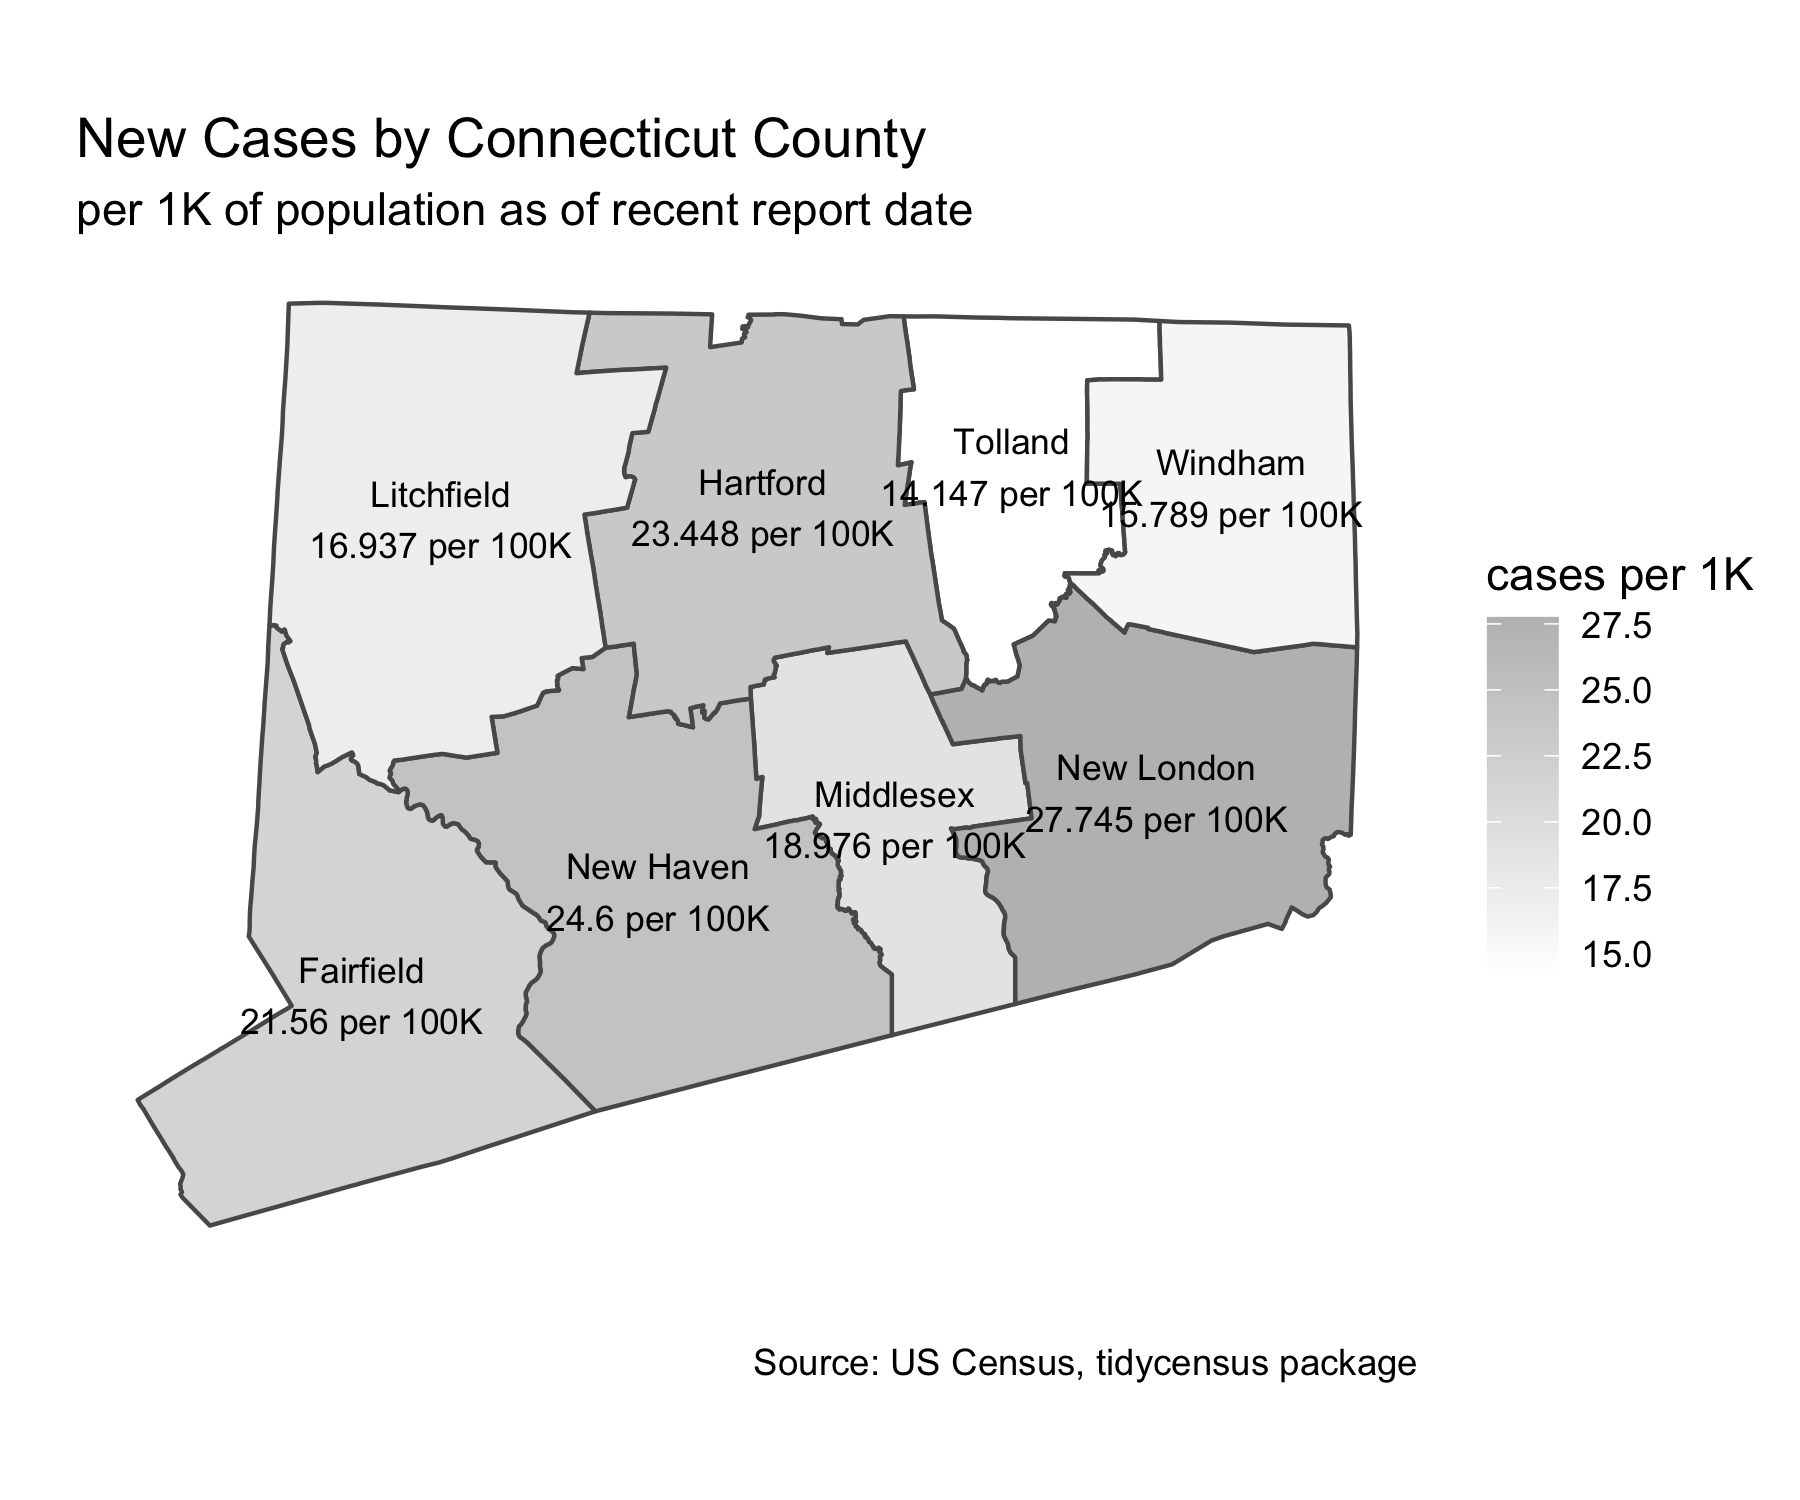 New Cases by Connecticut County
per 1K of population as of recent report date
Litchfield
16.937 per 100K
Hartford
23.448 per 100K
Tolland
14.147 per 100K
Windham
15.789 per 100K
New London
27.745 per 100K
Middlesex
18.976 per 100K
New Haven
24.6 per 100K
Fairfield
21.56 per 100K
cases per 1K
27.5
25.0
22.5
20.0
17.5
15.0
Source: US Census, tidycensus package